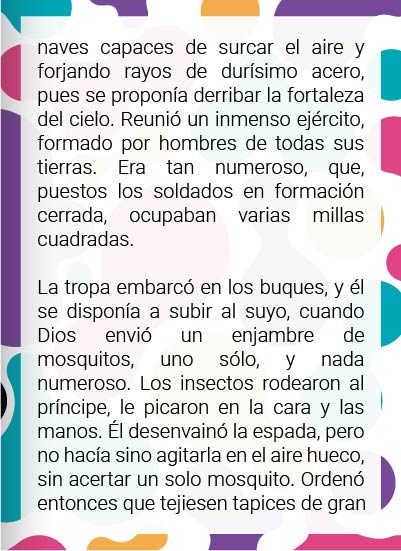 naves capaces de surcar el aire y
forjando rayos de durísimo acero,
pues se proponía derribar la fortaleza
del cielo. Reunió un inmenso ejército,
formado por hombres de todas sus
tierras. Era tan numeroso, que,
puestos los soldados en formación
cerrada, ocupaban varias millas
cuadradas.
La tropa embarcó en los buques, y él
se disponía a subir al suyo, cuando
Dios envió un enjambre de
mosquitos, uno sólo, y nada
numeroso. Los insectos rodearon al
príncipe, le picaron en la cara y las
manos. Él desenvainó la espada, pero
no hacía sino agitarla en el aire hueco,
sin acertar un solo mosquito. Ordenó
entonces que tejiesen tapices de gran